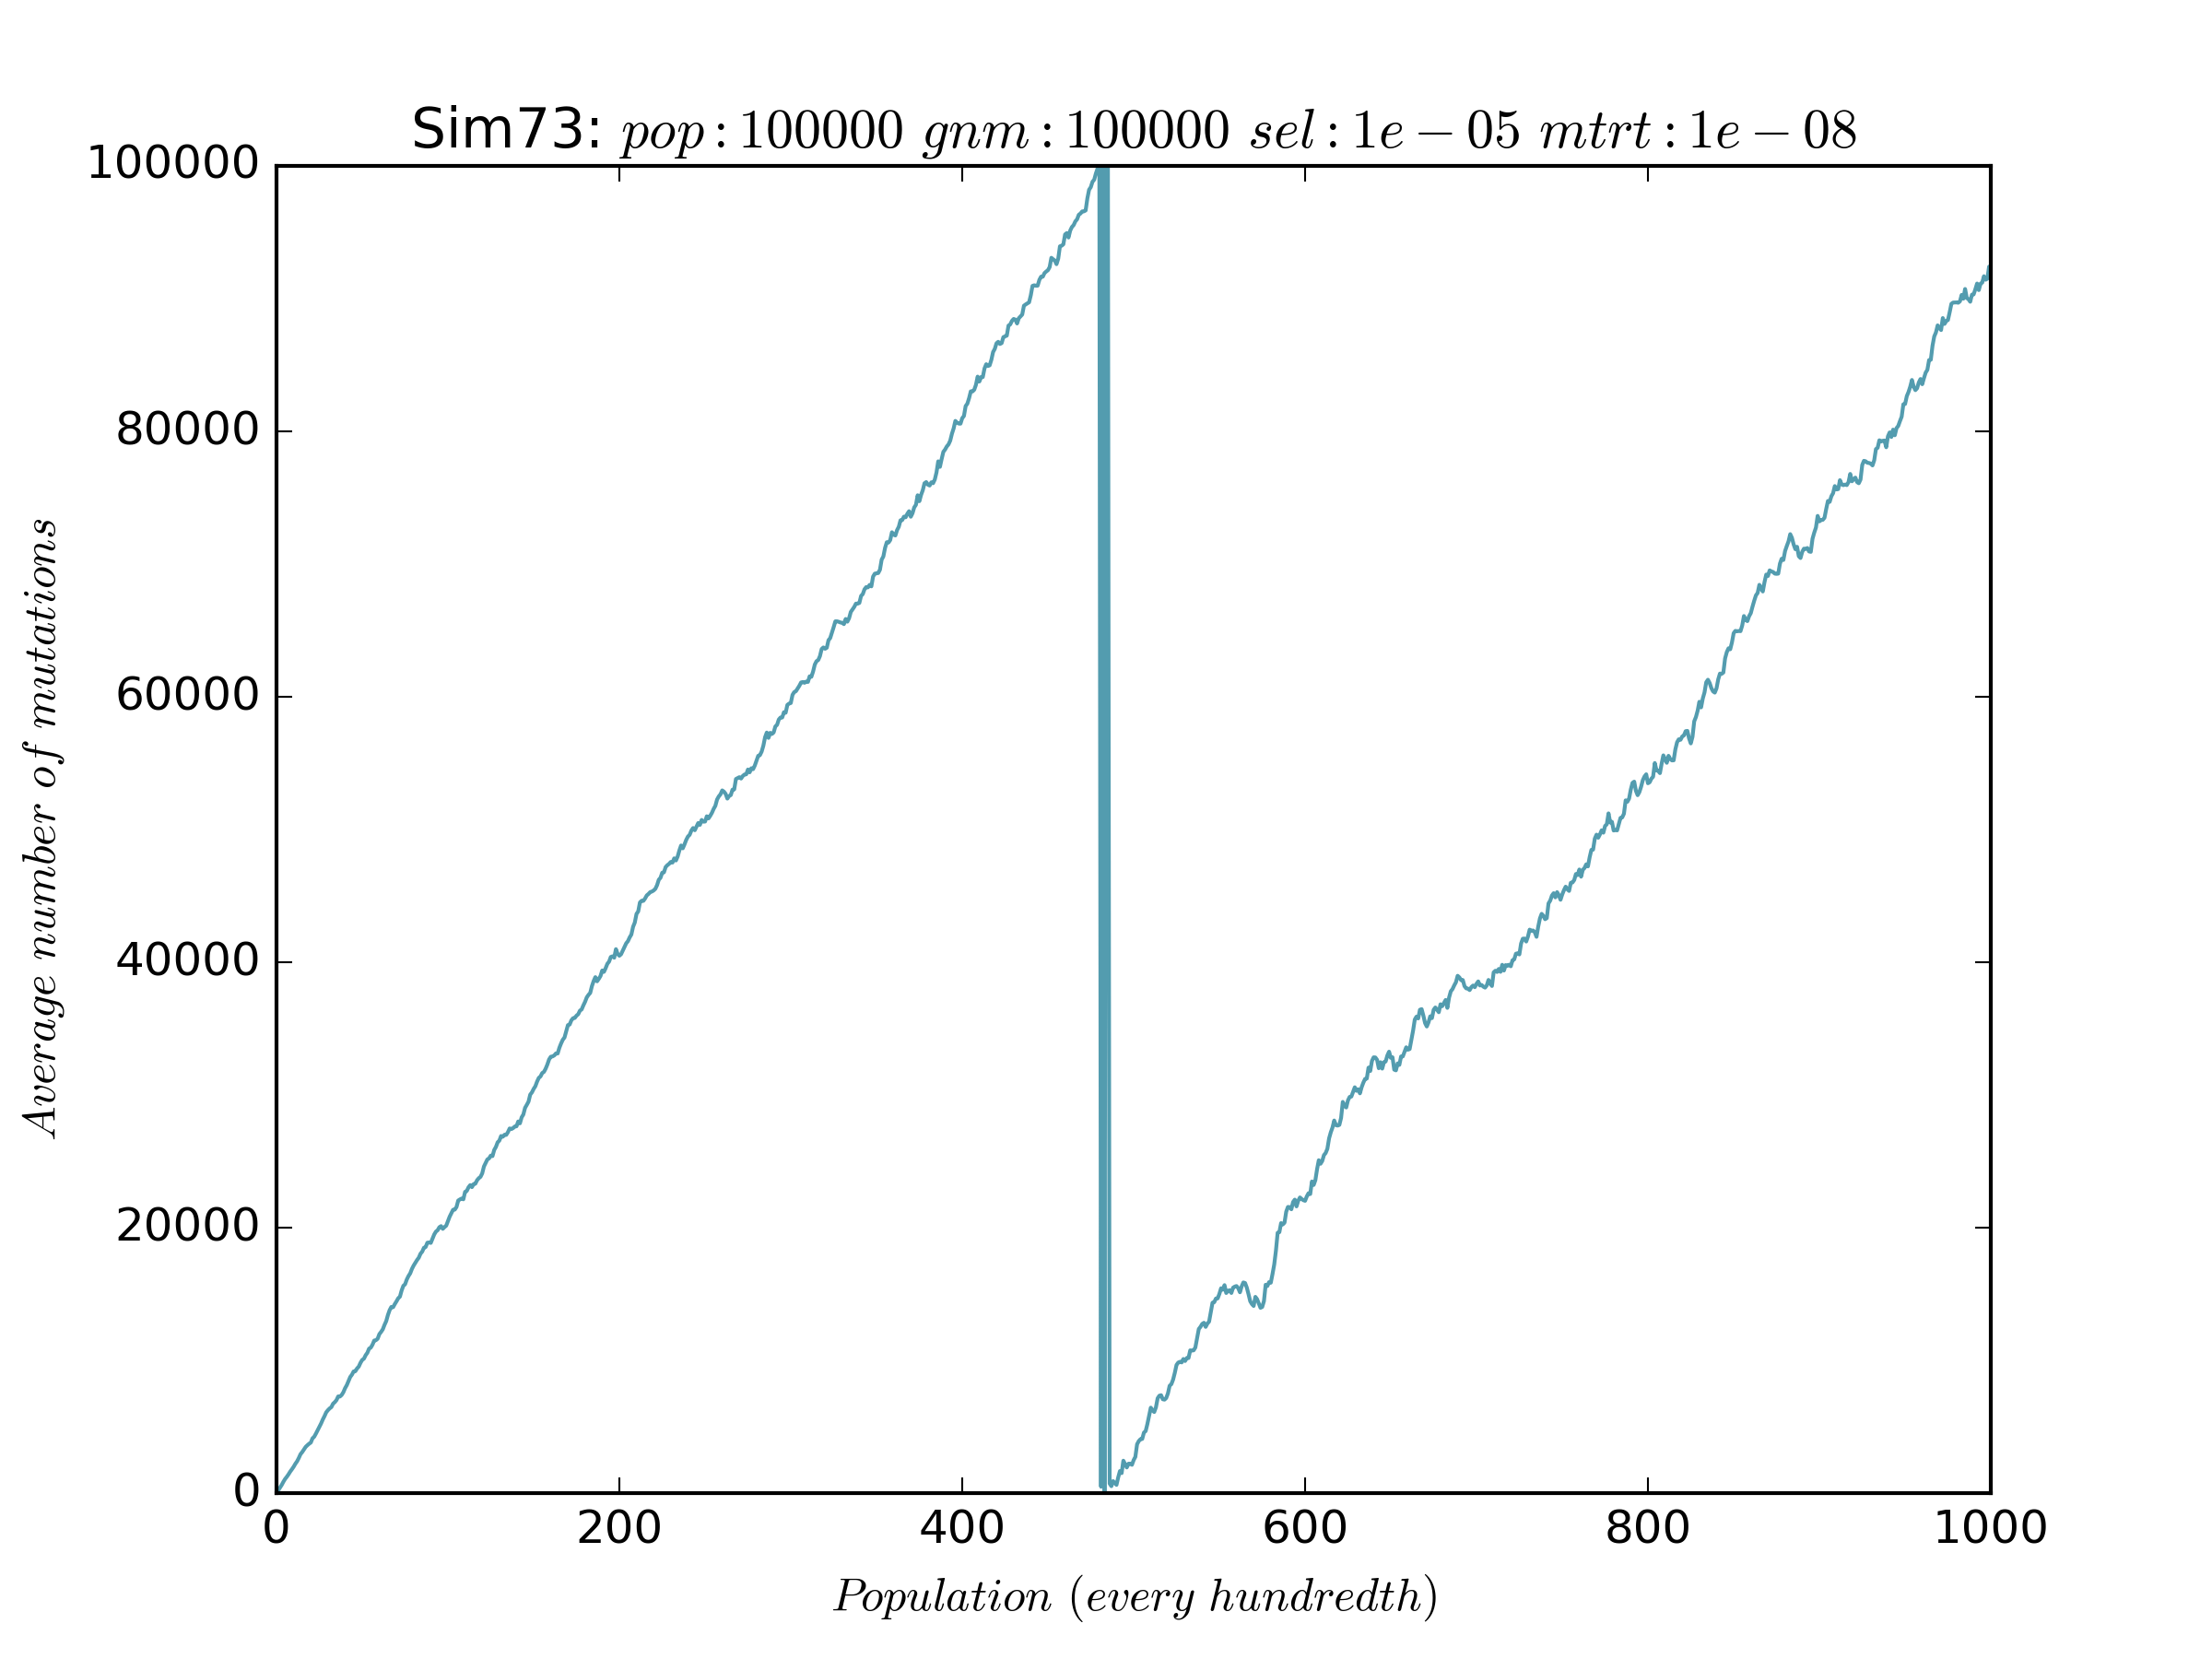 Sim73: pop : 100000 gnm : 100000 sel : 1e − 05 mtrt : 1e − 08
100000
80000
60000
40000
20000
0
Average number of mutations
0 200 400 600 800 1000
Population (every hundredth)